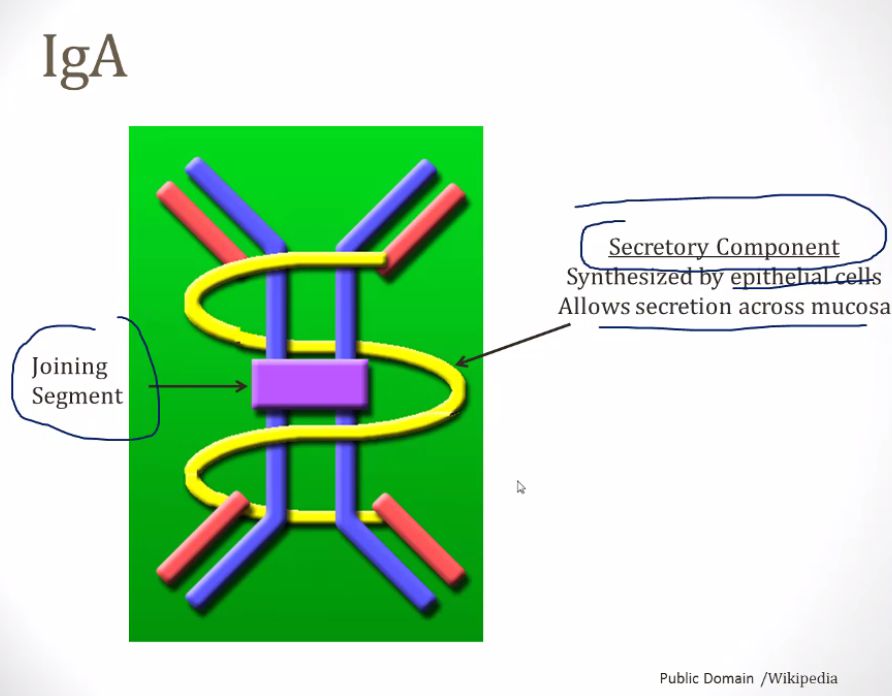 IgA
Joining
Segment
Secretory Component
Synthesized by epithelial cells
Allows secretion across mucosa
Public Domain /Wikipedia